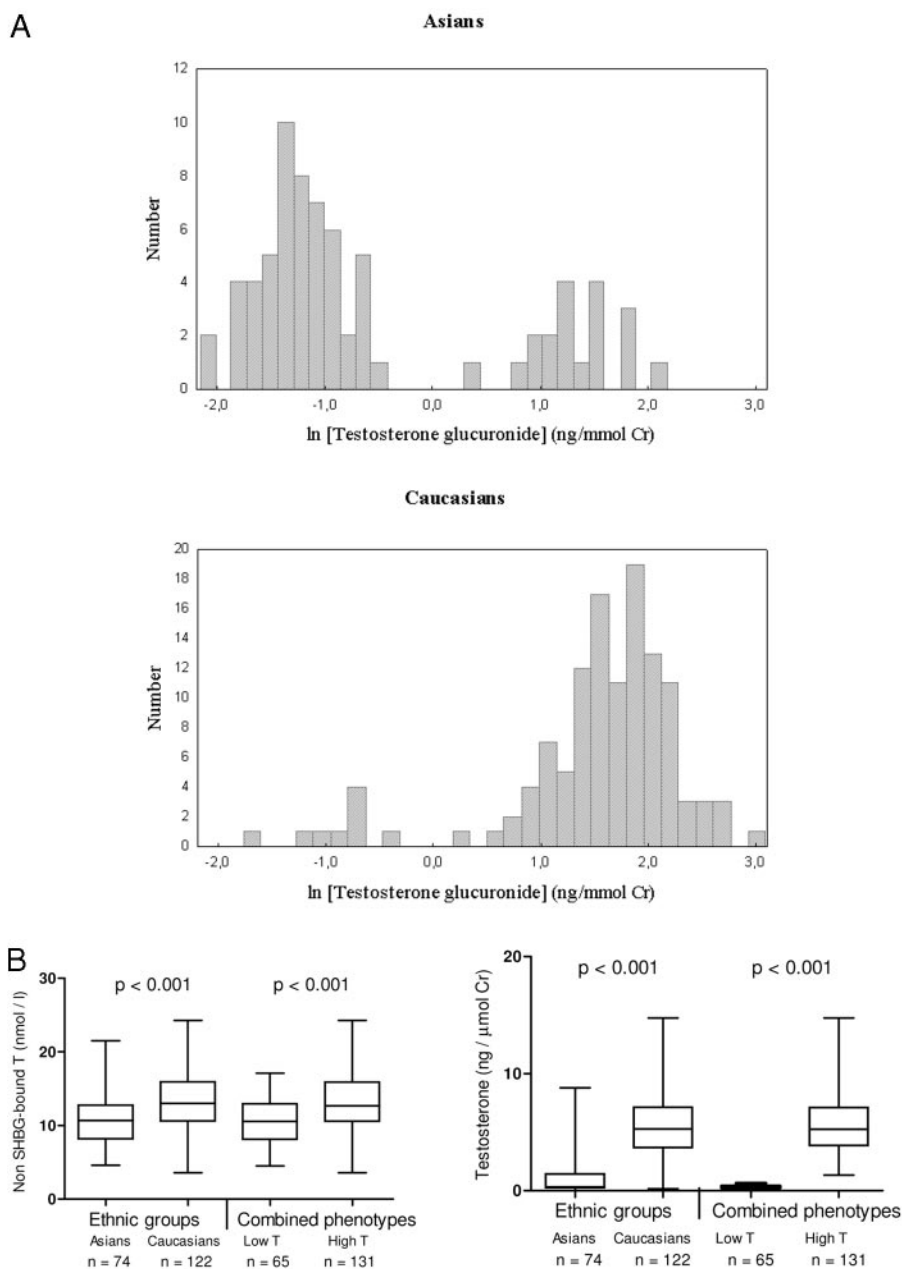 A
Asians
12
10
8
6
4
2
0
Number
-2,0 -1,0 0,0 1,0 2,0 3,0
ln [Testosterone glucuronide] (ng/mmol Cr)
Caucasians
20
18
16
14
12
10
8
6
4
2
0
Number
-2,0 -1,0 0,0 1,0 2,0 3,0
ln [Testosterone glucuronide] (ng/mmol Cr)
B
Non SHBG-bound T (nmol / l)
30
20
10
0
p < 0.001 p < 0.001
Ethnic groups Combined phenotypes
Asians Caucasians Low T High T
n = 74 n = 122 n = 65 n = 131
Testosterone (ng / µmol Cr)
20
10
0
p < 0.001 p < 0.001
Ethnic groups Combined phenotypes
Asians Caucasians Low T High T
n = 74 n = 122 n = 65 n = 131